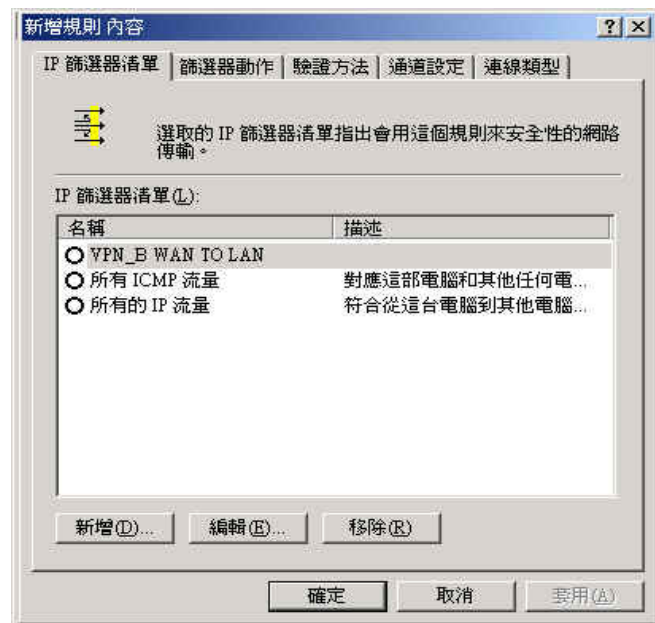 新增規則 內容
IP 篩選器清單 篩選器動作 驗證方法 通道設定 連線類型
選取的 IP 篩選器清單指出會用這個規則來安全性的網路
傳輸。
IP 篩選器清單(L):
名稱 描述
VPN_B WAN TO LAN
所有 ICMP 流量 對應這部電腦和其他任何電...
所有的 IP 流量 符合從這台電腦到其他電腦...
新增(D)... 編輯(E)... 移除(R)
確定 取消 套用(A)